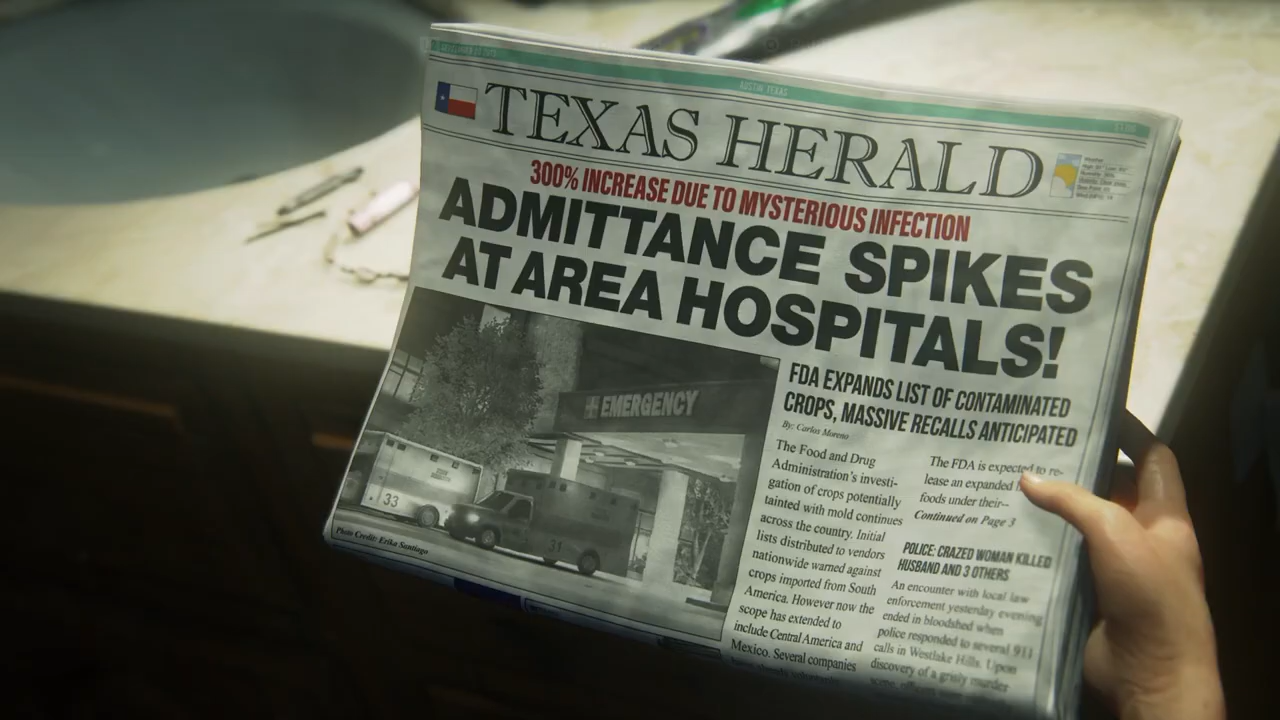 AUSTIN, TEXAS
TEXAS HERALD
300% INCREASE DUE TO MYSTERIOUS INFECTION
ADMITTANCE SPIKES
AT AREA HOSPITALS!
EMERGENCY
33
31
Photo Credit: Erika Santiago
FDA EXPANDS LIST OF CONTAMINATED
CROPS, MASSIVE RECALLS ANTICIPATED
By: Carlos Moreno
The Food and Drug
Administration's investi-
gation of crops potentially
tainted with mold continues
across the country. Initial
lists distributed to vendors
nationwide warned against
crops imported from South
America. However now the
scope has extended to
include Central America and
Mexico. Several companies
The FDA is expected to re-
lease an expanded
foods under their--
Continued on Page 3
POLICE: CRAZED WOMAN KILLED
HUSBAND AND 3 OTHERS
An encounter with local law
enforcement yesterday evening
ended in bloodshed when
police responded to several 911
calls in Westlake Hills. Upon
discovery of a grisly murder